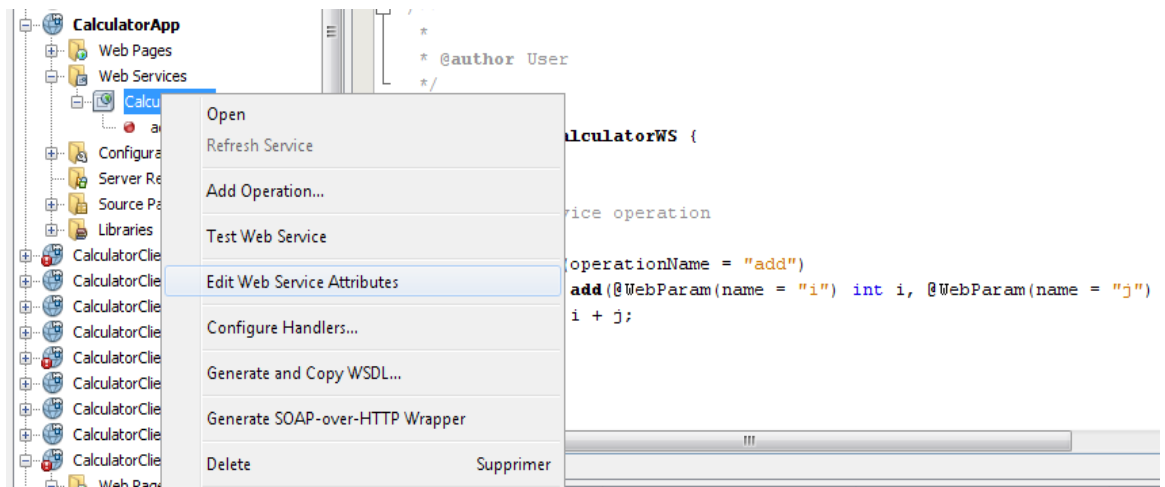 CalculatorApp
Web Pages
Web Services
Calcu
Configura
Server Re
Source Pa
Libraries
CalculatorClie
CalculatorClie
CalculatorClie
CalculatorClie
CalculatorClie
CalculatorClie
CalculatorClie
CalculatorClie
CalculatorClie
Web Page
Open
Refresh Service
Add Operation...
Test Web Service
Edit Web Service Attributes
Configure Handlers...
Generate and Copy WSDL...
Generate SOAP-over-HTTP Wrapper
Delete Supprimer
*
* @author User
*/
alculatorWS {
vice operation
(operationName = "add")
add(@WebParam(name = "i") int i, @WebParam(name = "j")
i + j;